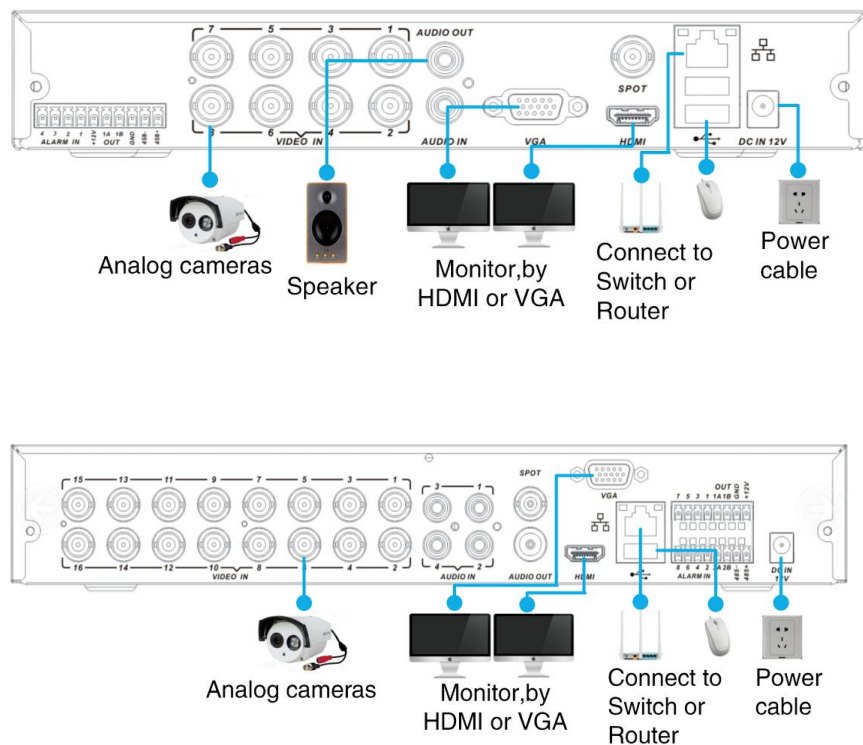 7 5 3 1 AUDIO OUT
SPOT
8 6 4 2
4 3 2 1 +12V 1A 1B GND 485- 485+
ALARM IN OUT
VIDEO IN AUDIO IN VGA HDMI DC IN 12V
Analog cameras
Speaker
Monitor,by
HDMI or VGA
Connect to
Switch or
Router
Power
cable
15 13 11 9 7 5 3 1
3 1
SPOT
VGA
OUT
7 5 3 1 1A 1B GND +12V
16 14 12 10 8 6 4 2
VIDEO IN
4 2
AUDIO IN
AUDIO OUT
HDMI
8 6 4 2 2A 2B 485- 485+
ALARM IN
DC IN
12V
Analog cameras
Monitor,by
HDMI or VGA
Connect to
Switch or
Router
Power
cable